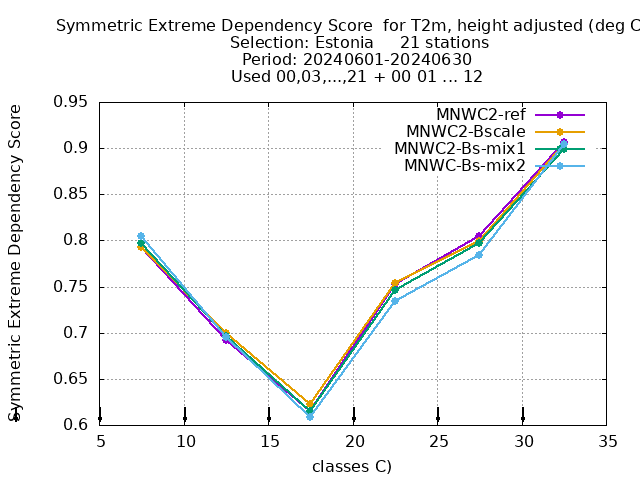 Symmetric Extreme Dependency Score for T2m, height adjusted (deg C
Selection: Estonia 21 stations
Period: 20240601-20240630
Used 00,03,...,21 + 00 01 ... 12
Symmetric Extreme Dependency Score
0.95
0.9
0.85
0.8
0.75
0.7
0.65
0.6
MNWC2-ref
MNWC2-Bscale
MNWC2-Bs-mix1
MNWC-Bs-mix2
5 10 15 20 25 30 35
classes C)